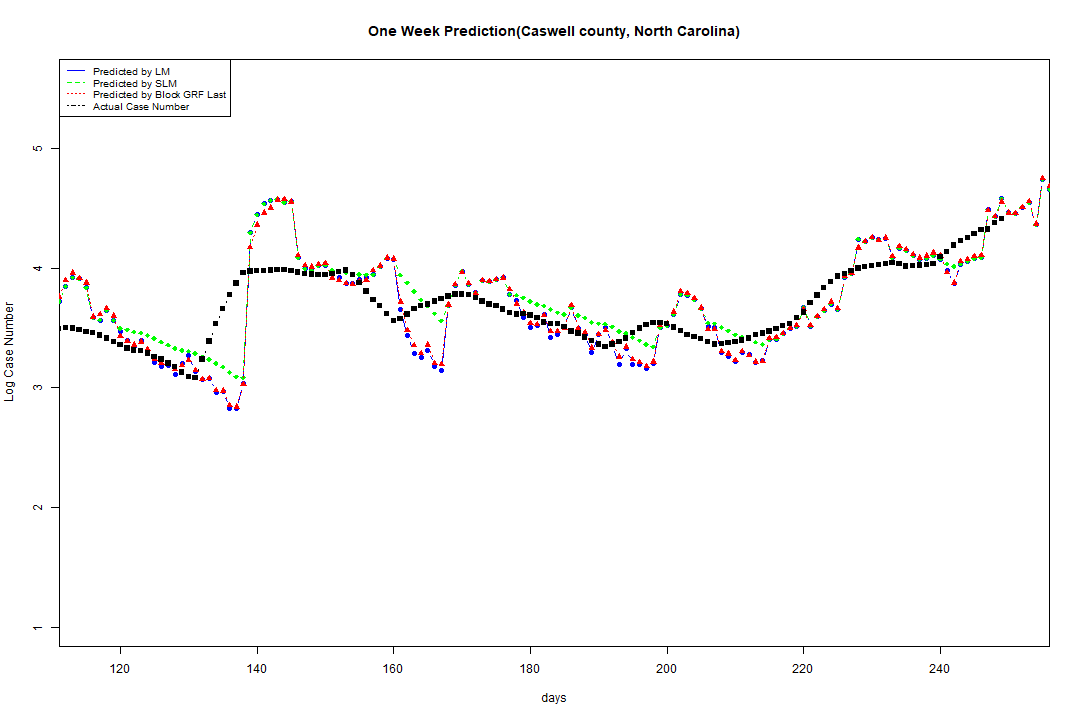 One Week Prediction(Caswell county, North Carolina)
Predicted by LM
Predicted by SLM
Predicted by Block GRF Last
Actual Case Number
5
4
3
2
1
Log Case Number
120 140 160 180 200 220 240
days